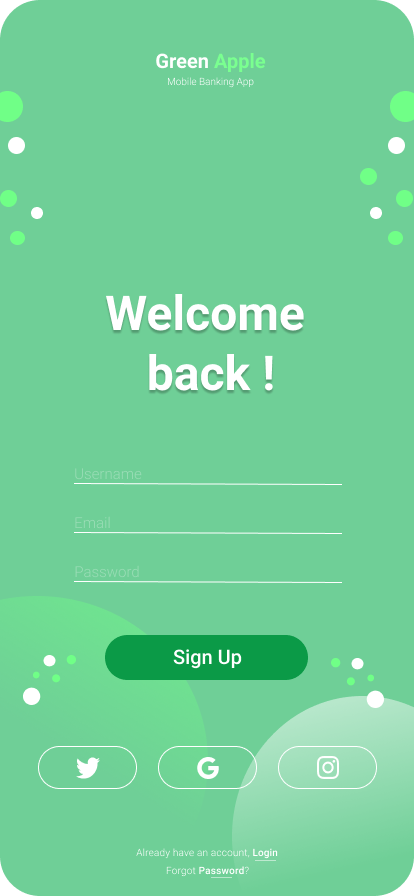 Green Apple
Mobile Banking App
Welcome
back !
Username
Email
Password
Sign Up
Already have an account, Login
Forgot Password?